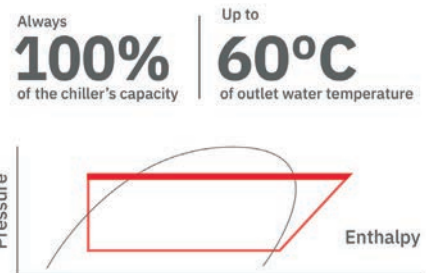 Always
100%
of the chiller's capacity
Up to
60ºC
of outlet water temperature
Pressure
Enthalpy